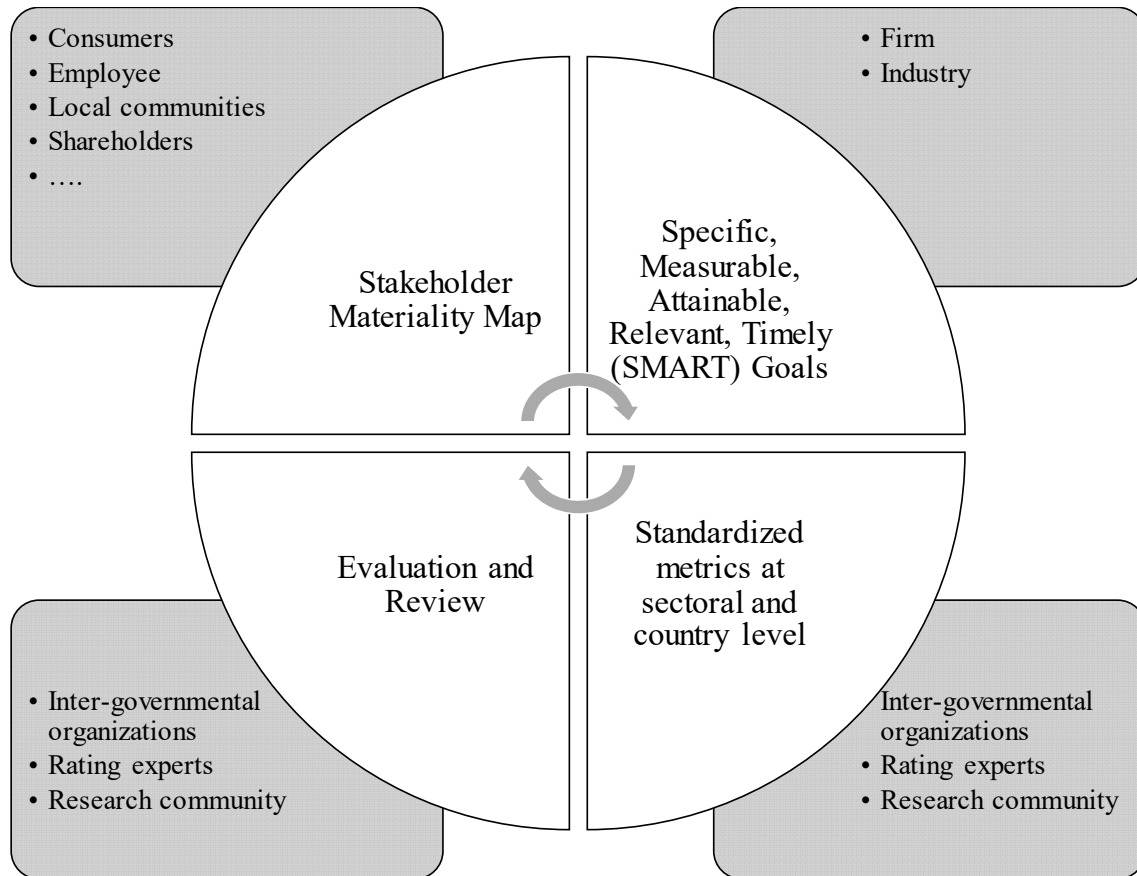 • Consumers
• Employee
• Local communities
• Shareholders
• ….
• Firm
• Industry
Stakeholder
Materiality Map
Specific,
Measurable,
Attainable,
Relevant, Timely
(SMART) Goals
Evaluation and
Review
Standardized
metrics at
sectoral and
country level
• Inter-governmental
organizations
• Rating experts
• Research community
Inter-governmental
organizations
• Rating experts
• Research community